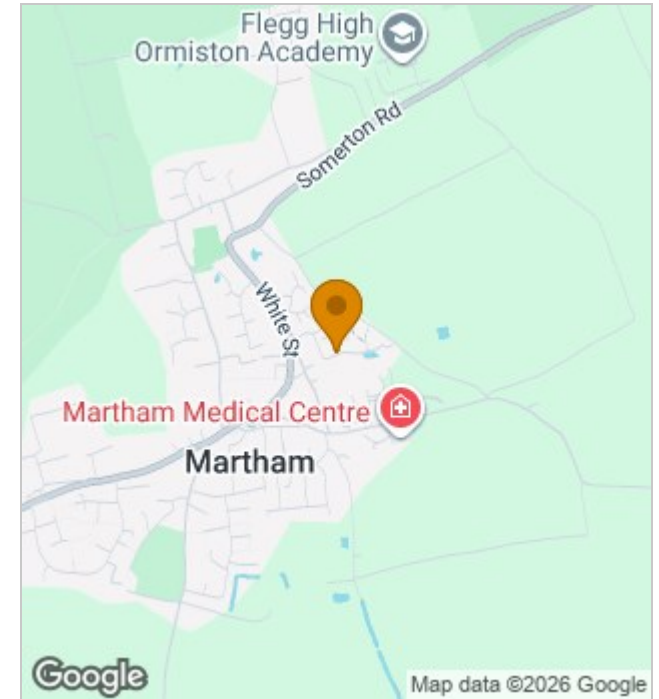 Flegg High
Ormiston Academy
Somerton Rd
White St
Martham Medical Centre
Martham
Google
Map data ©2026 Google